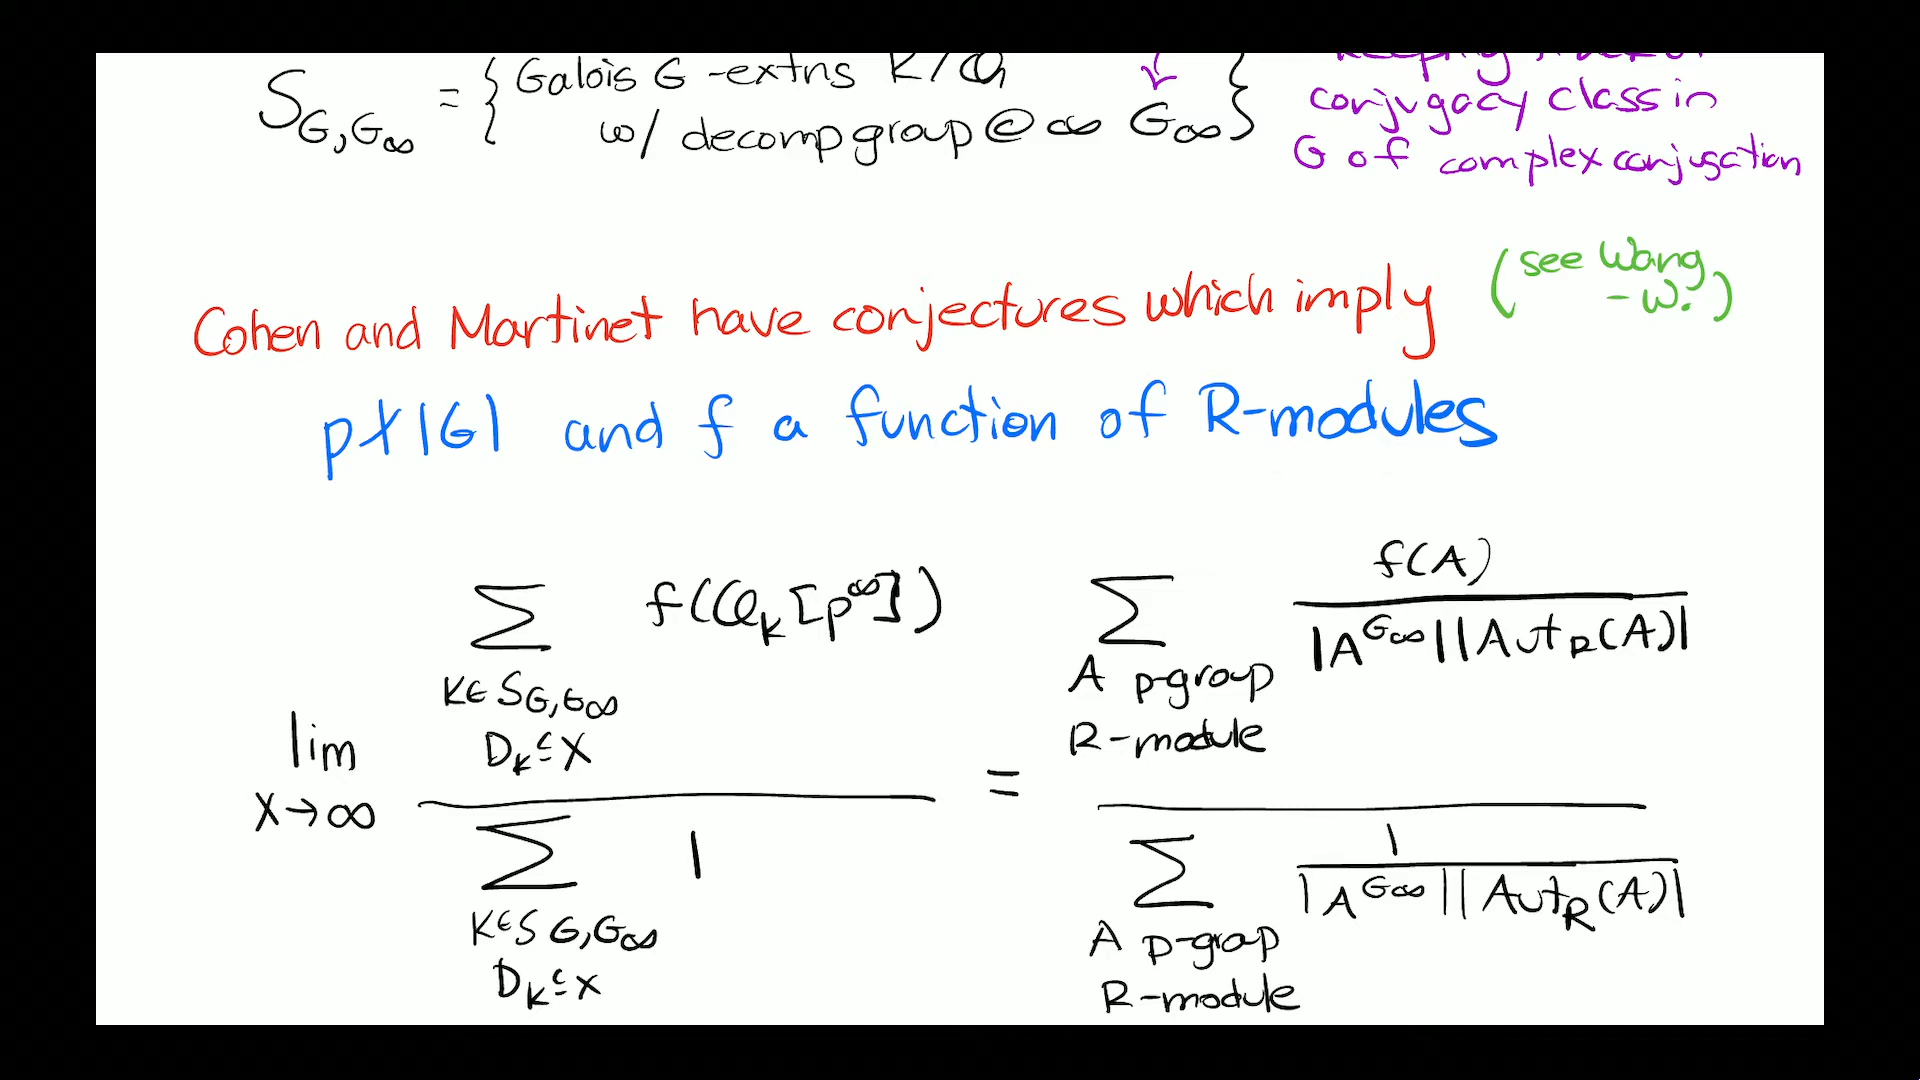 S_{G,G∞} = { Galois G-extns K/Q
w/ decomp group @ ∞ G∞ }
conjugacy class in
G of complex conjugation
Cohen and Martinet have conjectures which imply
(see Wang
-W.)
p∤|G| and f a function of R-modules
lim_{X→∞} ∑_{K∈S_{G,G∞}, D_K≤X} f(Cl_K[p^∞]) / ∑_{K∈S_{G,G∞}, D_K≤X} 1 = ∑_{A p-group R-module} f(A)/(|A^{G∞}||Aut_R(A)|) / ∑_{A p-group R-module} 1/(|A^{G∞}||Aut_R(A)|)